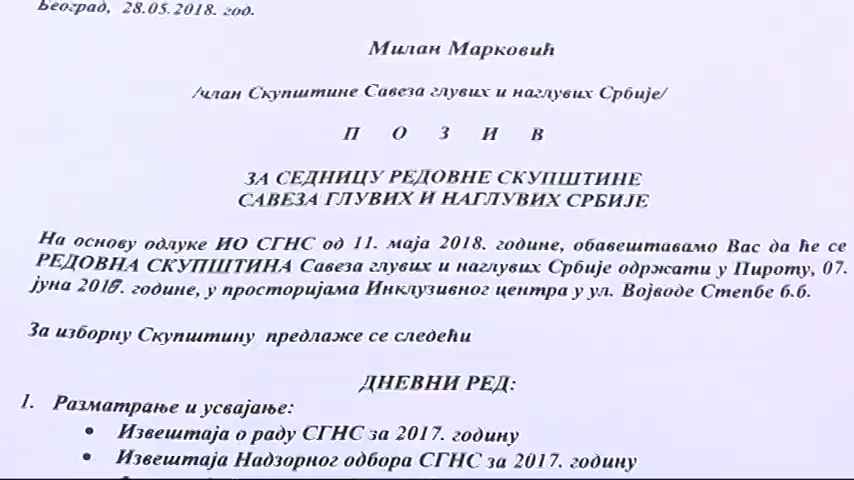 Београд, 28.05.2018. год.
Милан Марковић
/члан Скупштине Савеза глувих и наглувих Србије/
П О З И В
ЗА СЕДНИЦУ РЕДОВНЕ СКУПШТИНЕ
САВЕЗА ГЛУВИХ И НАГЛУВИХ СРБИЈЕ
На основу одлуке ИО СГНС од 11. маја 2018. године, обавештавамо Вас да ће се
РЕДОВНА СКУПШТИНА Савеза глувих и наглувих Србије одржати у Пироту, 07.
јуна 2018. године, у просторијама Инклузивног центра у ул. Војводе Степбе б.б.
За изборну Скупштину предлаже се следећи
ДНЕВНИ РЕД:
1. Разматрање и усвајање:
• Извештаја о раду СГНС за 2017. годину
• Извештаја Надзорног одбора СГНС за 2017. годину